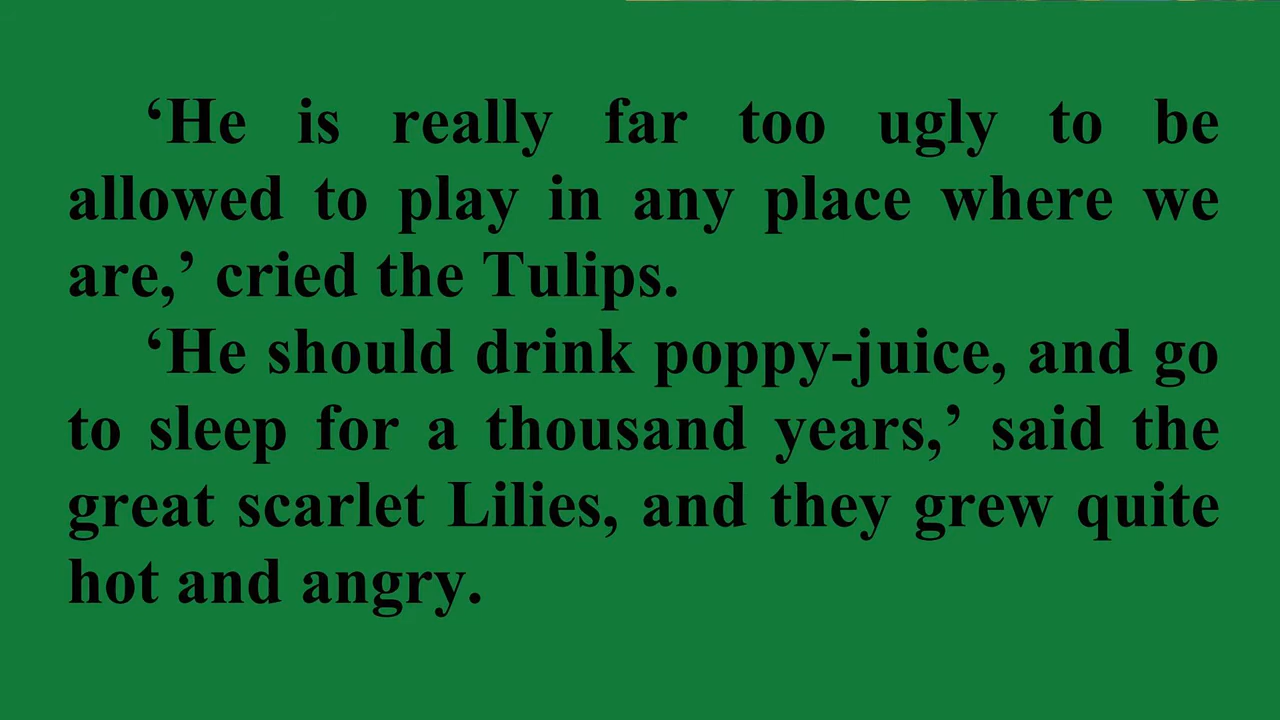 ‘He is really far too ugly to be
allowed to play in any place where we
are,’ cried the Tulips.
‘He should drink poppy-juice, and go
to sleep for a thousand years,’ said the
great scarlet Lilies, and they grew quite
hot and angry.